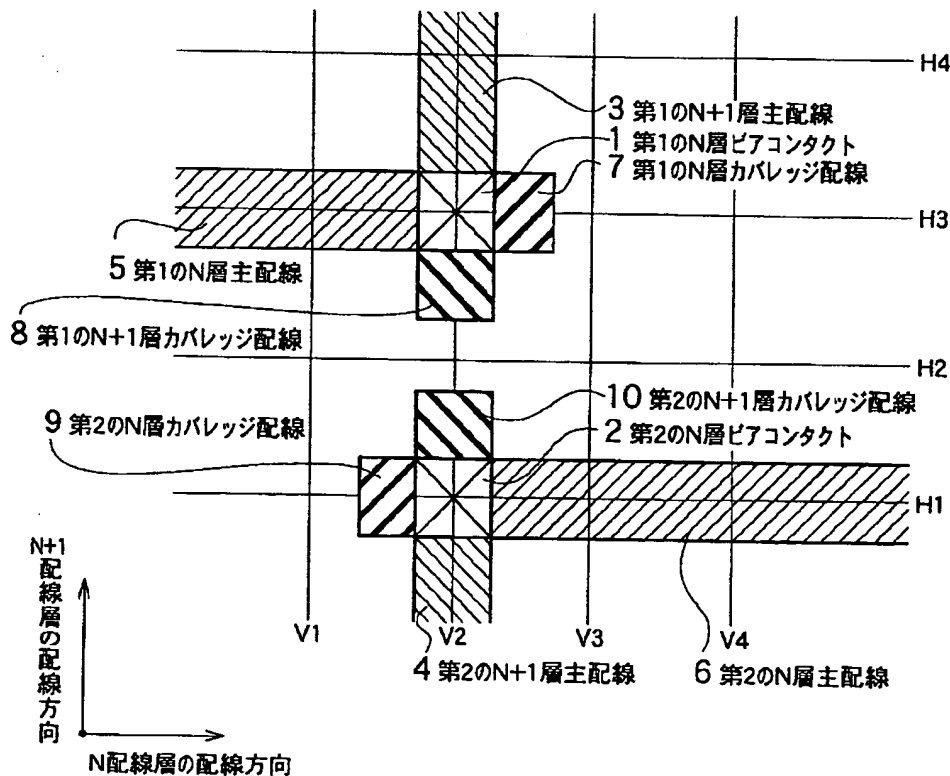 H4
3 第1のN+1層主配線
1 第1のN層ビアコンタクト
7 第1のN層カバレッジ配線
H3
5 第1のN層主配線
8 第1のN+1層カバレッジ配線
H2
10 第2のN+1層カバレッジ配線
9 第2のN層カバレッジ配線
2 第2のN層ビアコンタクト
H1
N+1配線層の配線方向
V1
V2
V3
V4
4 第2のN+1層主配線
6 第2のN層主配線
N配線層の配線方向